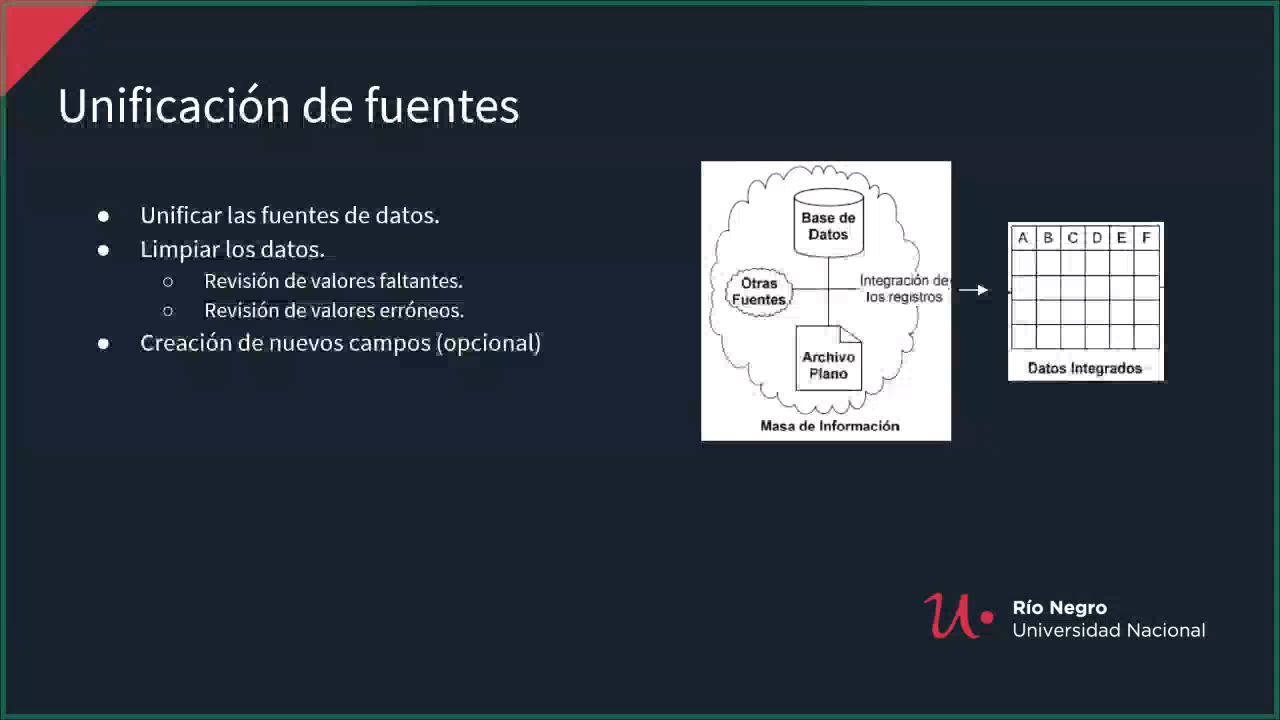 Unificación de fuentes
● Unificar las fuentes de datos.
● Limpiar los datos.
○ Revisión de valores faltantes.
○ Revisión de valores erróneos.
● Creación de nuevos campos (opcional)
Base de
Datos
Otras
Fuentes
Integración de
los registros
Archivo
Plano
Masa de Información
A B C D E F
Datos Integrados
Río Negro
Universidad Nacional